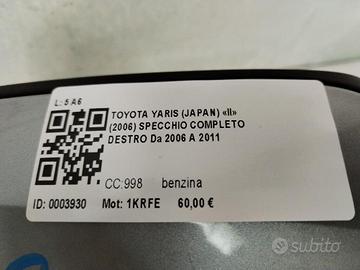 L: 5 A6
TOYOTA YARIS (JAPAN) «II»
(2006) SPECCHIO COMPLETO
DESTRO Da 2006 A 2011
CC:998 benzina
ID: 0003930 Mot: 1KRFE 60,00 €
subito